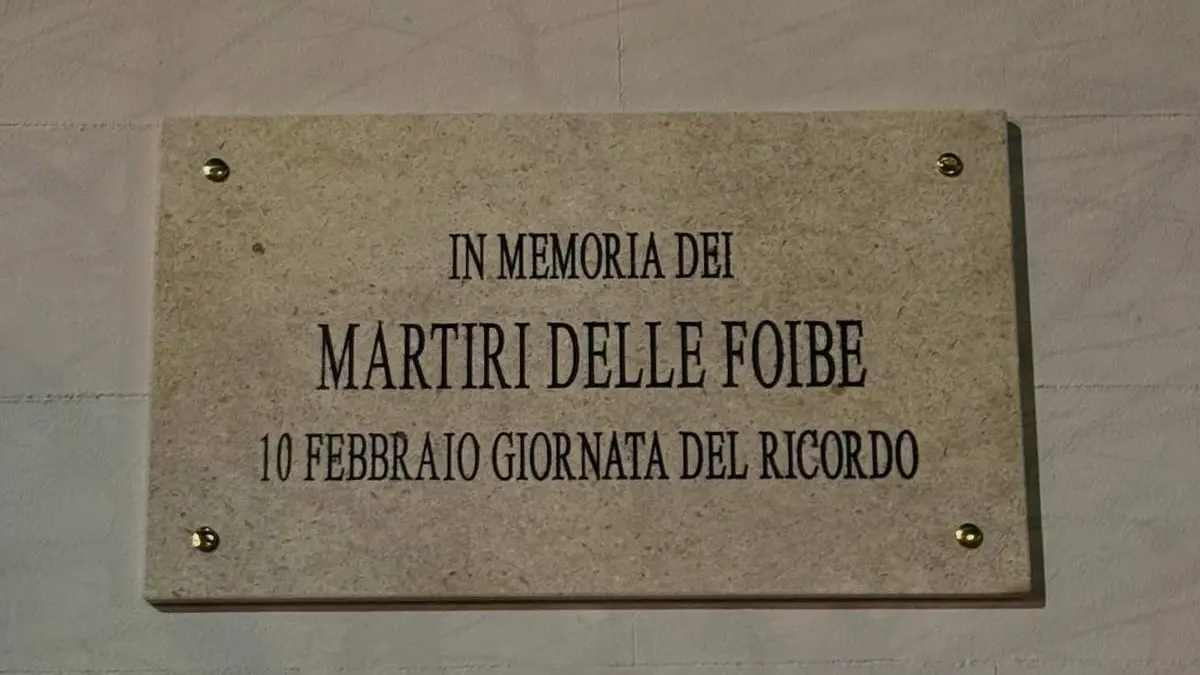 IN MEMORIA DEI
MARTIRI DELLE FOIBE
10 FEBBRAIO GIORNATA DEL RICORDO